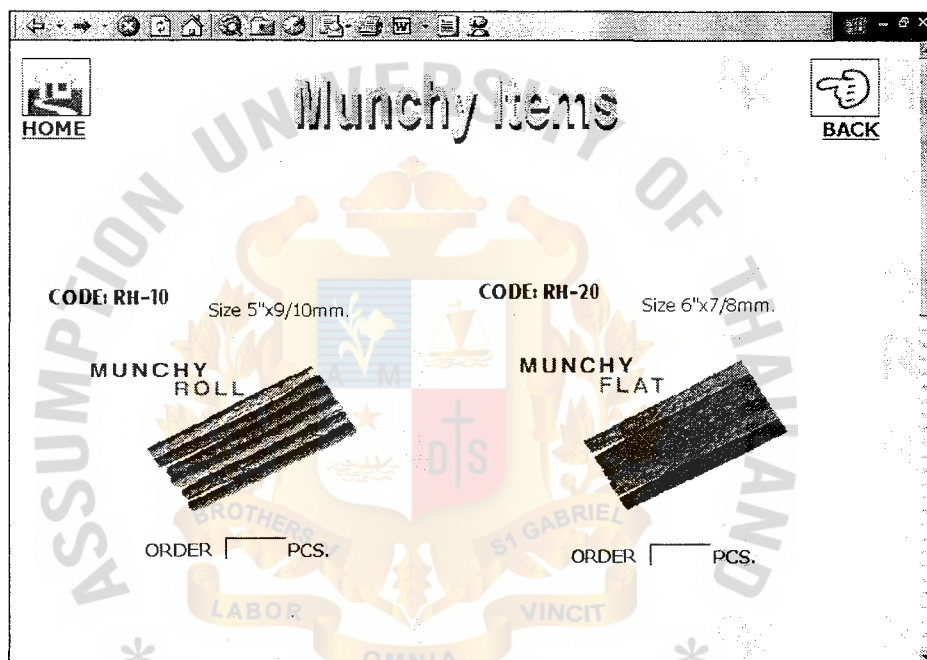 Munchy Items
HOME
BACK
CODE: RH-10
Size 5"x9/10mm.
CODE: RH-20
Size 6"x7/8mm.
MUNCHY
ROLL
MUNCHY
FLAT
ORDER
PCS.
ORDER
PCS.
ASSUMPTION UNIVERSITY OF THAILAND
A M
D S
BROTHERS OF
ST GABRIEL
LABOR
VINCIT
OMNIA